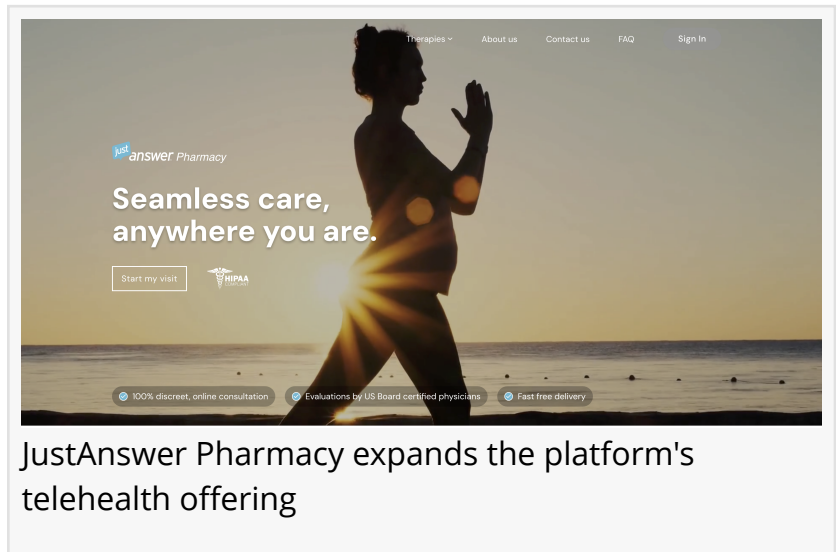 Therapies About us Contact us FAQ Sign In
just answer Pharmacy
Seamless care,
anywhere you are.
Start my visit
HIPAA
COMPLIANT
100% discreet, online consultation Evaluations by US Board certified physicians Fast free delivery
JustAnswer Pharmacy expands the platform's
telehealth offering